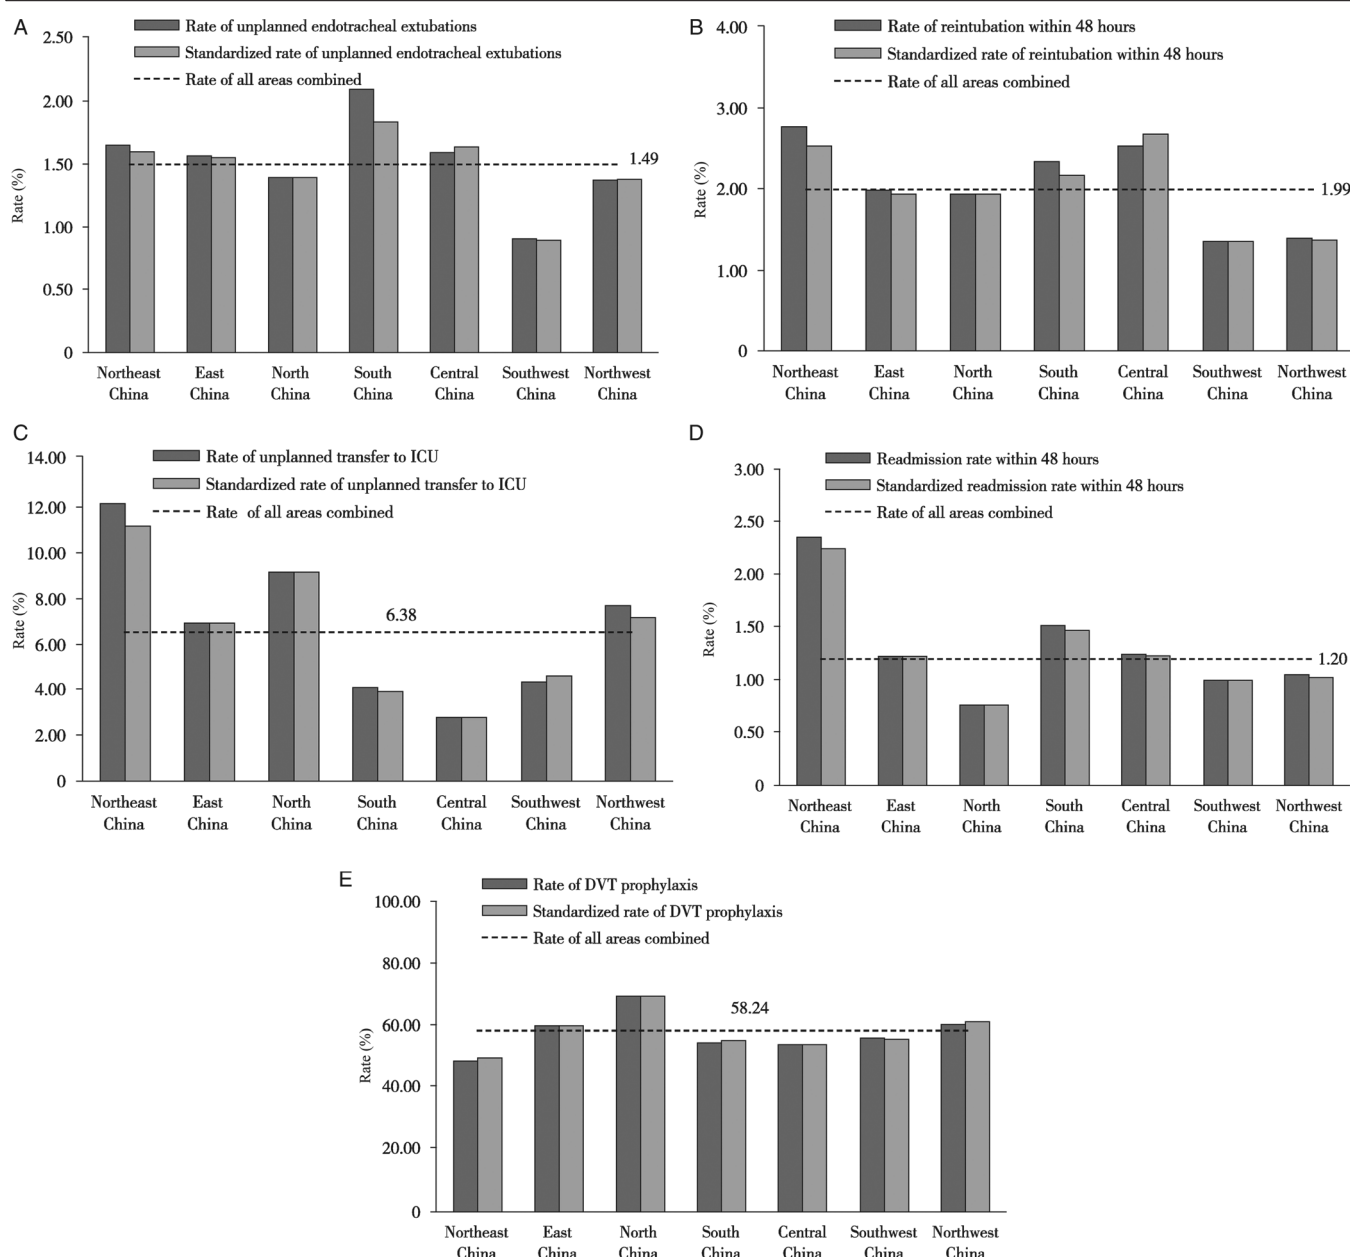 A
Rate of unplanned endotracheal extubations
Standardized rate of unplanned endotracheal extubations
Rate of all areas combined
2.50
2.00
1.50
1.00
0.50
0
Rate (%)
1.49
Northeast China
East China
North China
South China
Central China
Southwest China
Northwest China
B
Rate of reintubation within 48 hours
Standardized rate of reintubation within 48 hours
Rate of all areas combined
4.00
3.00
2.00
1.00
0
Rate (%)
1.99
Northeast China
East China
North China
South China
Central China
Southwest China
Northwest China
C
Rate of unplanned transfer to ICU
Standardized rate of unplanned transfer to ICU
Rate of all areas combined
14.00
12.00
10.00
8.00
6.00
4.00
2.00
0
Rate (%)
6.38
Northeast China
East China
North China
South China
Central China
Southwest China
Northwest China
D
Readmission rate within 48 hours
Standardized readmission rate within 48 hours
Rate of all areas combined
3.00
2.50
2.00
1.50
1.00
0.50
0
Rate (%)
1.20
Northeast China
East China
North China
South China
Central China
Southwest China
Northwest China
E
Rate of DVT prophylaxis
Standardized rate of DVT prophylaxis
Rate of all areas combined
100.00
80.00
60.00
40.00
20.00
0
Rate (%)
58.24
Northeast China
East China
North China
South China
Central China
Southwest China
Northwest China